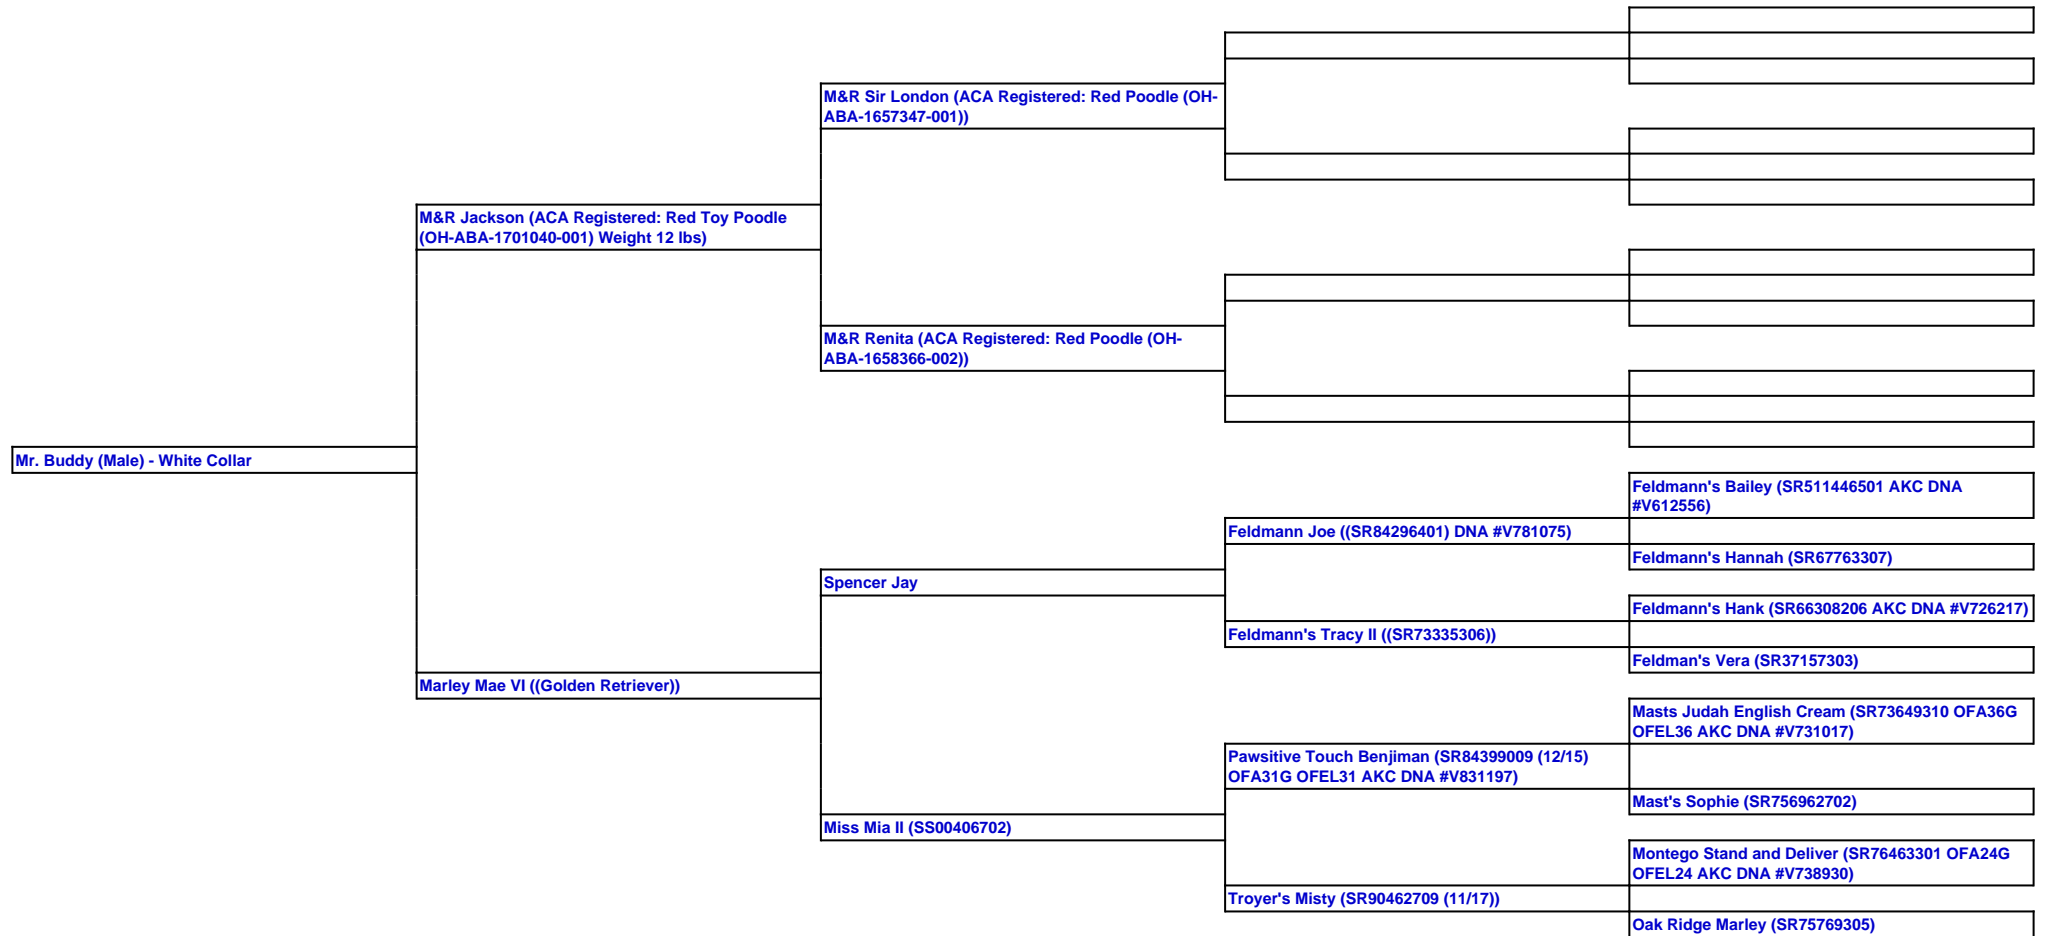 M&R Sir London (ACA Registered: Red Poodle (OH-
ABA-1657347-001))
M&R Jackson (ACA Registered: Red Toy Poodle
(OH-ABA-1701040-001) Weight 12 lbs)
M&R Renita (ACA Registered: Red Poodle (OH-
ABA-1658366-002))
Mr. Buddy (Male) - White Collar
Feldmann's Bailey (SR511446501 AKC DNA
#V612556)
Feldmann Joe ((SR84296401) DNA #V781075)
Feldmann's Hannah (SR67763307)
Spencer Jay
Feldmann's Hank (SR66308206 AKC DNA #V726217)
Feldmann's Tracy II ((SR73335306))
Feldman's Vera (SR37157303)
Marley Mae VI ((Golden Retriever))
Masts Judah English Cream (SR73649310 OFA36G
OFEL36 AKC DNA #V731017)
Pawsitive Touch Benjiman (SR84399009 (12/15)
OFA31G OFEL31 AKC DNA #V831197)
Mast's Sophie (SR756962702)
Miss Mia II (SS00406702)
Montego Stand and Deliver (SR76463301 OFA24G
OFEL24 AKC DNA #V738930)
Troyer's Misty (SR90462709 (11/17))
Oak Ridge Marley (SR75769305)